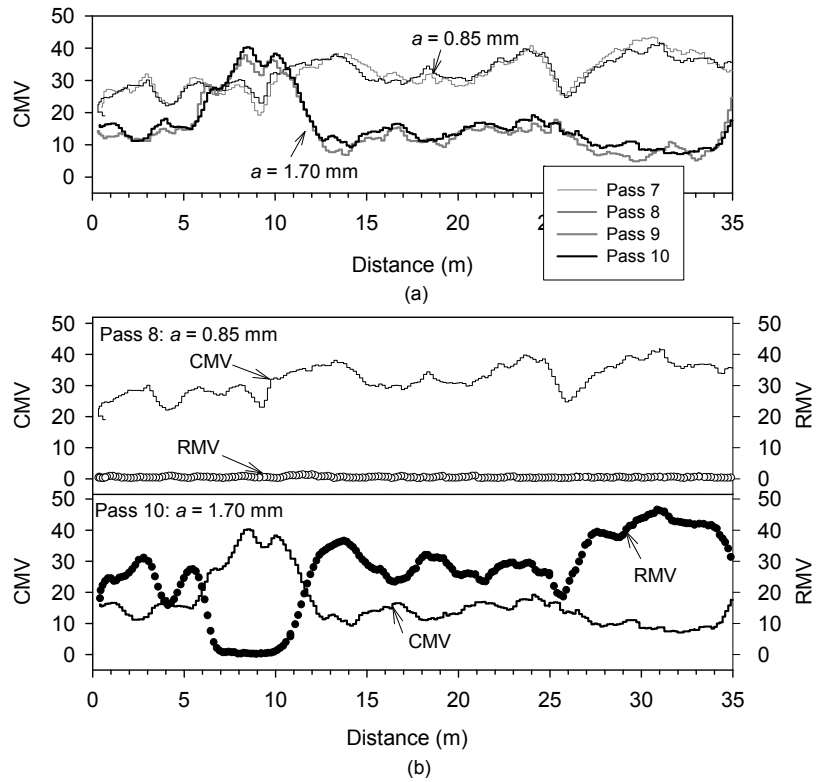 50
40
30
20
10
0
CMV
a = 0.85 mm
a = 1.70 mm
0 5 10 15 20 25 30 35
Distance (m)
Pass 7
Pass 8
Pass 9
Pass 10
(a)
50
40
30
20
10
0
CMV
Pass 8: a = 0.85 mm
CMV
RMV
50
40
30
20
10
0
RMV
50
40
30
20
10
0
CMV
Pass 10: a = 1.70 mm
RMV
CMV
50
40
30
20
10
0
RMV
0 5 10 15 20 25 30 35
Distance (m)
(b)